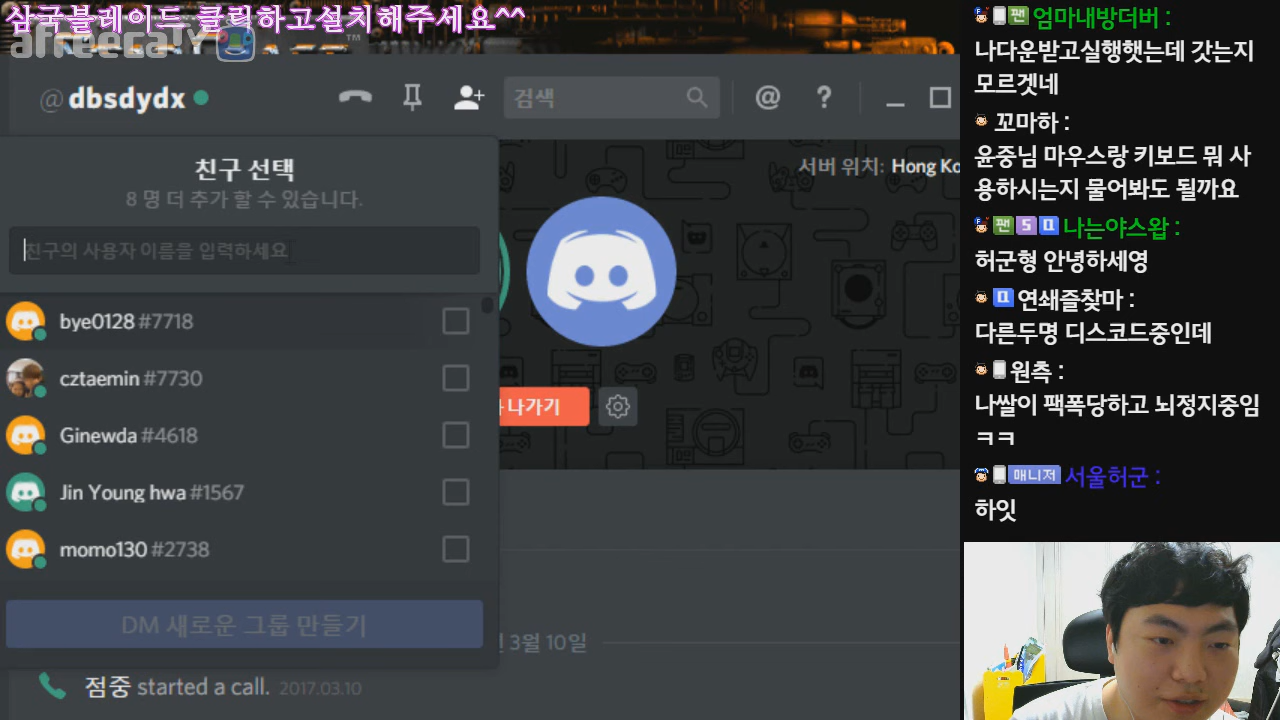 삼국블레이드 클릭하고설치해주세요^^
afreecaTV
™
@dbsdydx
검색
@
?
친구 선택
8 명 더 추가 할 수 있습니다.
친구의 사용자 이름을 입력하세요
bye0128 #7718
cztaemin #7730
Ginewda #4618
Jin Young hwa #1567
momo130 #2738
DM 새로운 그룹 만들기
서버 위치: Hong Ko
나가기
3월 10일
점중 started a call. 2017.03.10
팬 엄마내방더버 :
나다운받고실행햇는데 갓는지
모르겟네
꼬마하 :
윤중님 마우스랑 키보드 뭐 사
용하시는지 물어봐도 될까요
팬 S Q 나는야스왑 :
허군형 안녕하세영
Q 연쇄즐찾마 :
다른두명 디스코드중인데
원측 :
나쌀이 팩폭당하고 뇌정지중임
ㅋㅋ
매니저 서울허군 :
하잇